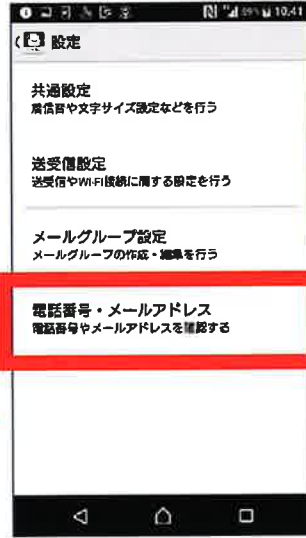 10:41
設定
共通設定
着信音や文字サイズ設定などを行う
送受信設定
送受信やWi-Fi接続に関する設定を行う
メールグループ設定
メールグループの作成・編集を行う
電話番号・メールアドレス
電話番号やメールアドレスを確認する